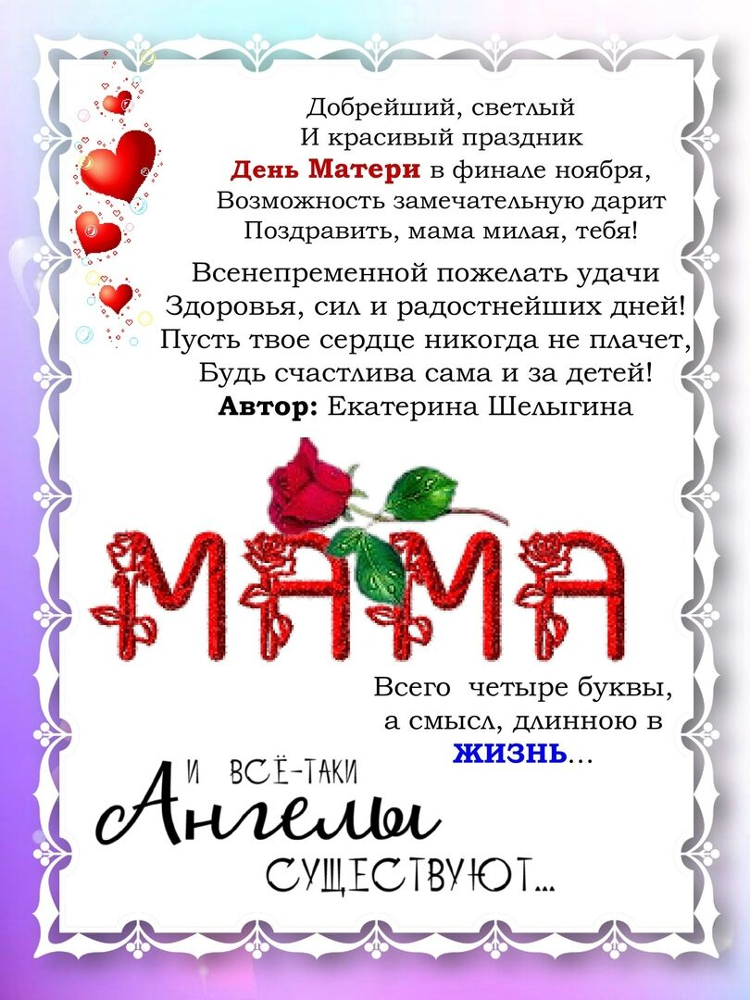 Добрейший, светлый
И красивый праздник
День Матери в финале ноября,
Возможность замечательную дарит
Поздравить, мама милая, тебя!
Всенепременной пожелать удачи
Здоровья, сил и радостнейших дней!
Пусть твое сердце никогда не плачет,
Будь счастлива сама и за детей!
Автор: Екатерина Шелыгина
МАМА
Всего четыре буквы,
а смысл, длинною в
ЖИЗНЬ...
И ВСЁ-ТАКИ
Ангелы
СУЩЕСТВУЮТ...